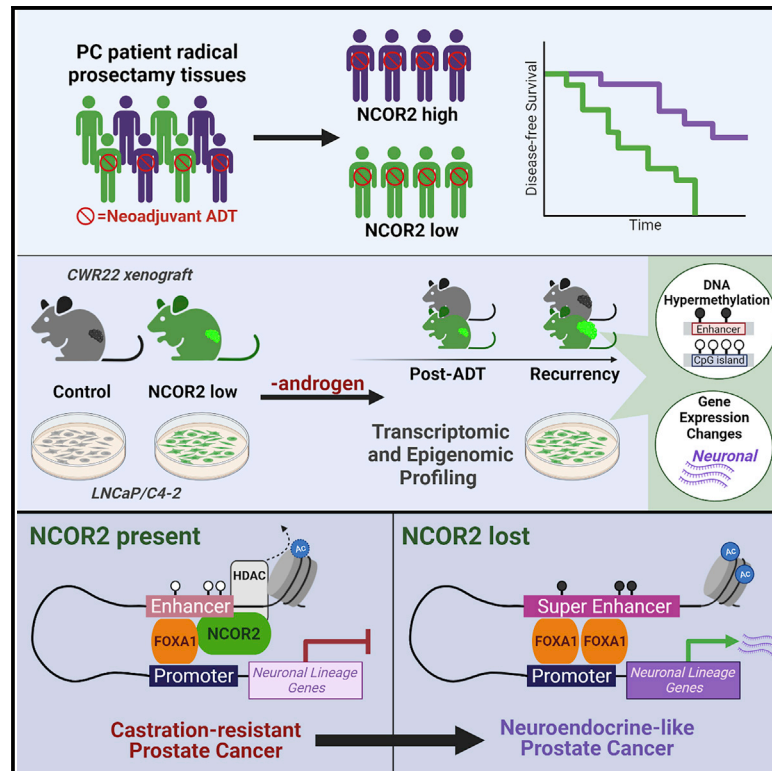 PC patient radical
prosectamy tissues
=Neoadjuvant ADT
NCOR2 high
NCOR2 low
Disease-free Survival
Time
CWR22 xenograft
Control
NCOR2 low
LNCaP/C4-2
-androgen
Post-ADT
Recurrency
Transcriptomic
and Epigenomic
Profiling
DNA
Hypermethylation
Enhancer
CpG island
Gene
Expression
Changes
Neuronal
NCOR2 present
HDAC
Ac
Enhancer
FOXA1
NCOR2
Promoter
Neuronal Lineage
Genes
Castration-resistant
Prostate Cancer
NCOR2 lost
Ac
Ac
Super Enhancer
FOXA1
FOXA1
Promoter
Neuronal Lineage
Genes
Neuroendocrine-like
Prostate Cancer